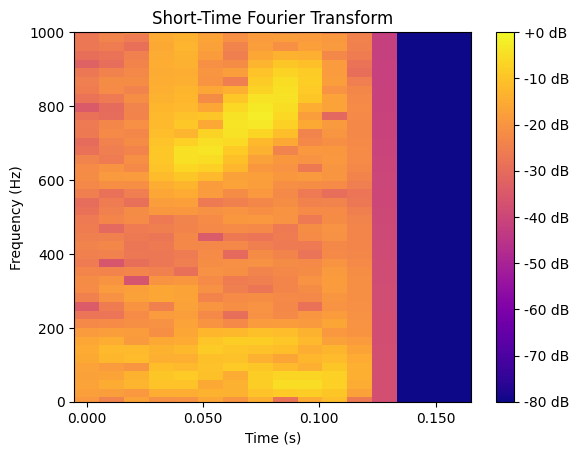 Short-Time Fourier Transform
1000
800
600
400
200
0
Frequency (Hz)
0.000
0.050
0.100
0.150
Time (s)
+0 dB
-10 dB
-20 dB
-30 dB
-40 dB
-50 dB
-60 dB
-70 dB
-80 dB